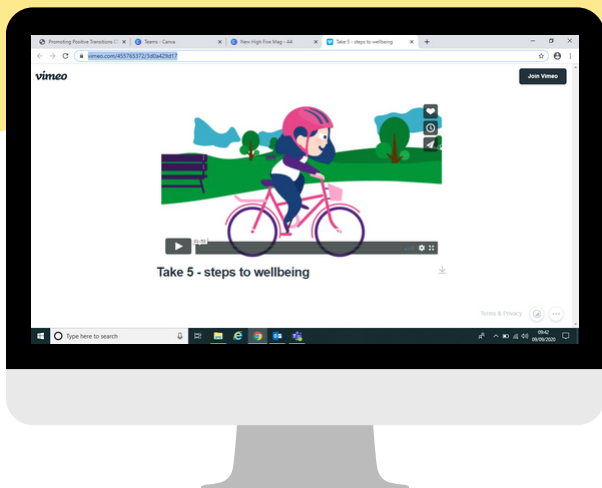 Promoting Positive Transitions | 
Teams - Canva
New High Five Mag - A4
Take 5 - steps to wellbeing
vimeo.com/455765372/3d0a429d17
vimeo
Join Vimeo
Take 5 - steps to wellbeing
Terms & Privacy
Type here to search
09:42
09/09/2020